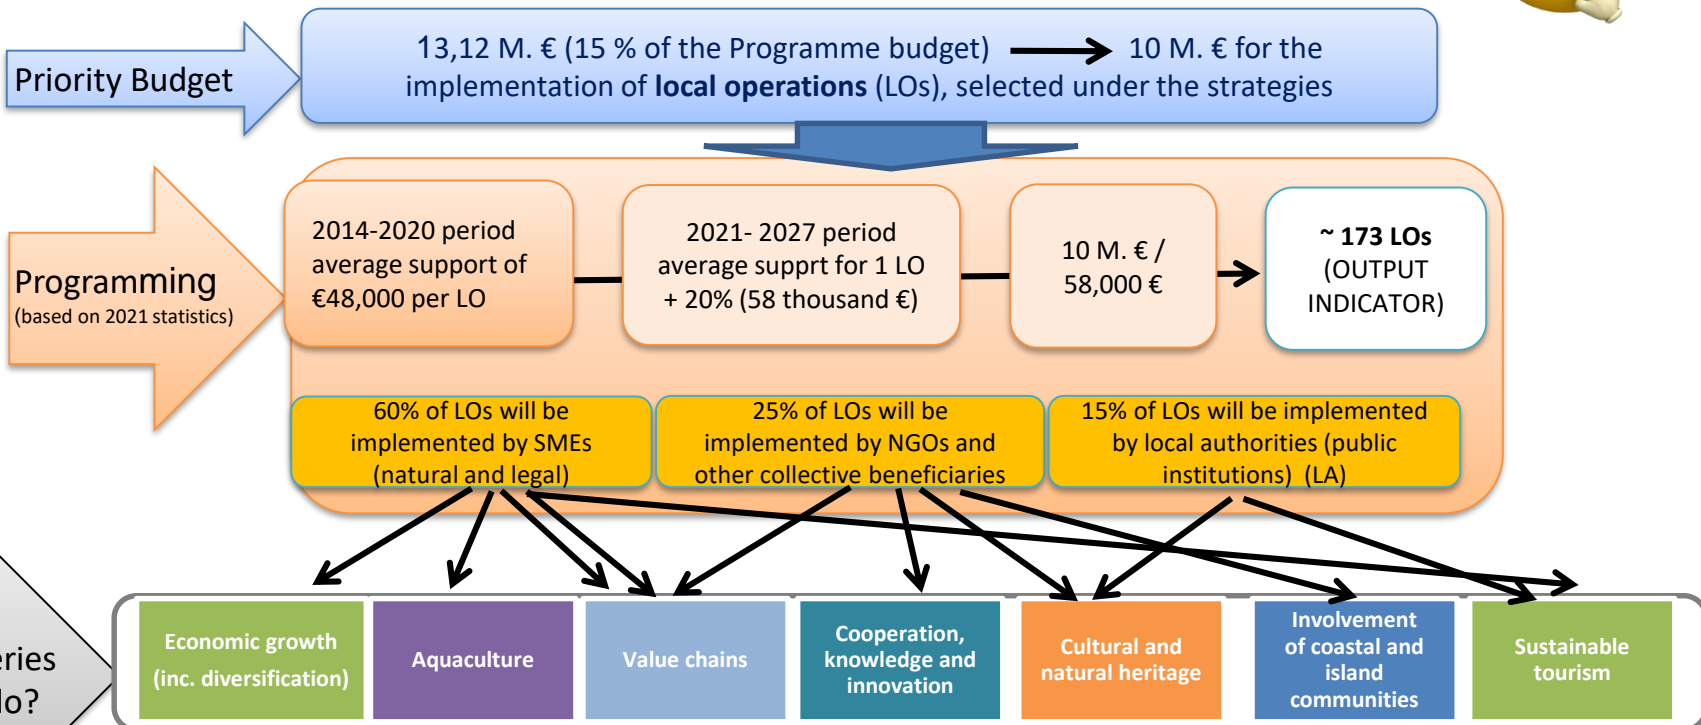 Priority Budget
13,12 M. € (15 % of the Programme budget) → 10 M. € for the
implementation of local operations (LOs), selected under the strategies
Programming
(based on 2021 statistics)
2014-2020 period
average support of
€48,000 per LO
2021- 2027 period
average supprt for 1 LO
+ 20% (58 thousand €)
10 M. € /
58,000 €
~ 173 LOs
(OUTPUT
INDICATOR)
60% of LOs will be
implemented by SMEs
(natural and legal)
25% of LOs will be
implemented by NGOs and
other collective beneficiaries
15% of LOs will be implemented
by local authorities (public
institutions) (LA)
Economic growth
(inc. diversification)
Aquaculture
Value chains
Cooperation,
knowledge and
innovation
Cultural and
natural heritage
Involvement
of coastal and
island
communities
Sustainable
tourism